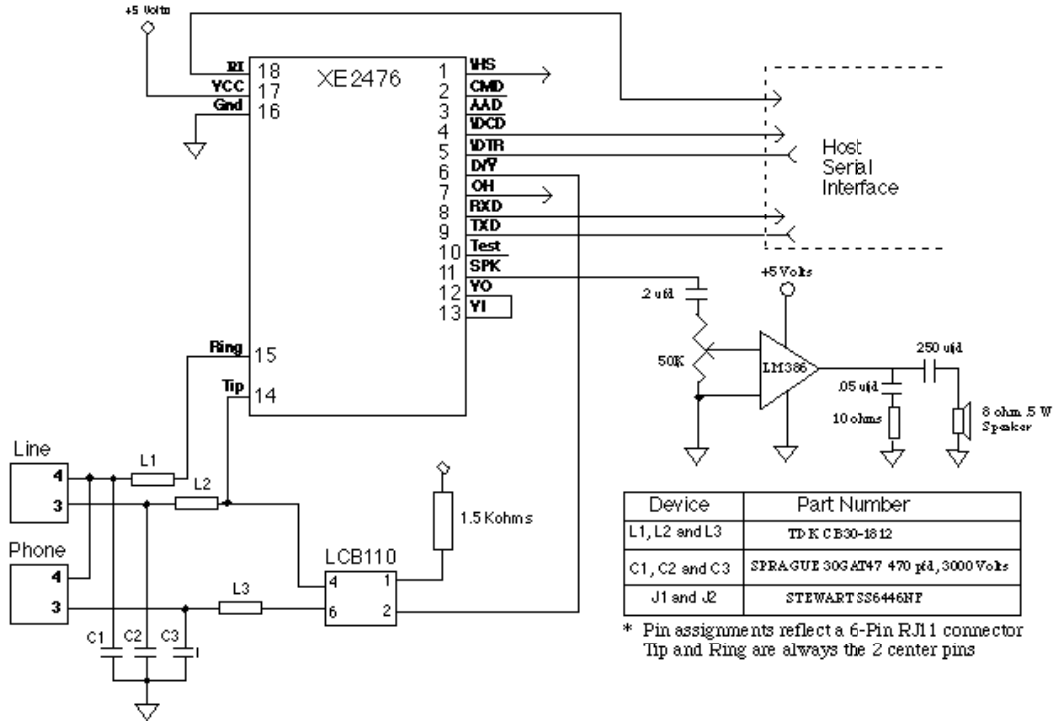 +5 Volts
RI
18
XE2476
1
\HS
VCC
17
2
CMD
Gnd
16
3
AAD
4
\DCD
5
\DTR
6
D/V
7
OH
8
RXD
9
TXD
10
Test
11
SPK
12
VO
13
VI
Host
Serial
Interface
Ring
15
Tip
14
+5 Volts
.2 ufd
50K
LM386
250 ufd
.05 ufd
10 ohms
8 ohm .5 W
Speaker
Line
4
3
L1
L2
Phone
4
3
L3
1.5 Kohms
LCB110
4
1
6
2
C1
C2
C3
Device Part Number
L1, L2 and L3 TDK CB30-1812
C1, C2 and C3 SPRAGUE 30GAT47 470 pfd, 3000 Volts
J1 and J2 STEWART SS6446NF
* Pin assignments reflect a 6-Pin RJ11 connector
Tip and Ring are always the 2 center pins